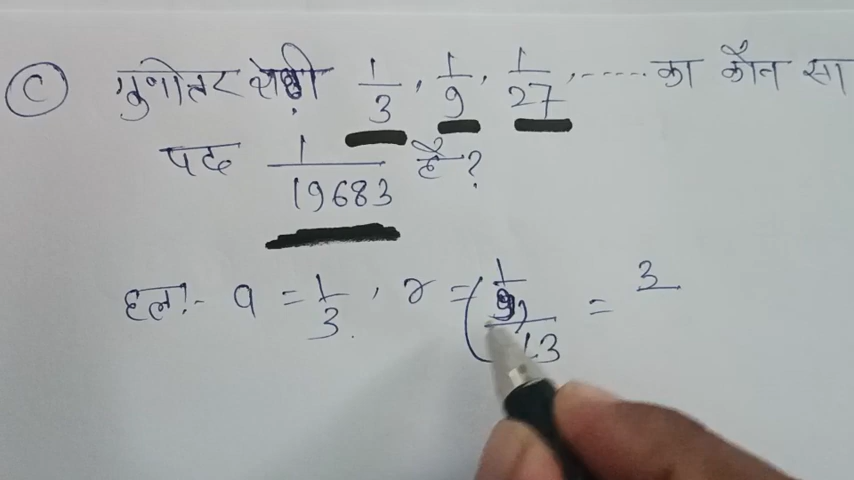 (C) गुणोतर श्रेणी 1/3, 1/9, 1/27, ..... का कौन सा
पद 1/19683 है?
हल:- a = 1/3, r = (1/9)/(1/3) = 3